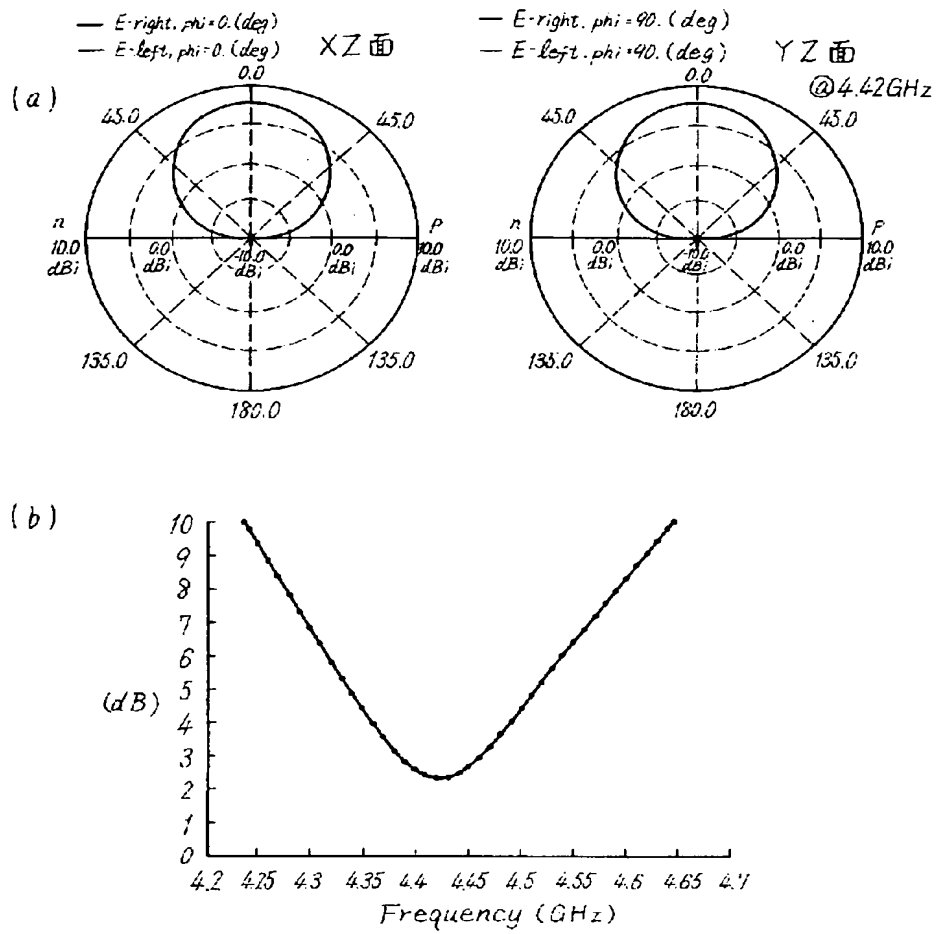 E-right, phi=0. (deg)
E-left, phi=0. (deg)
XZ面
E-right, phi=90. (deg)
E-left, phi=90. (deg)
YZ面
@4.42GHz
(a)
0.0
45.0 45.0
n P
10.0 dBi 0.0 dBi -10.0 dBi 0.0 dBi 10.0 dBi
135.0 135.0
180.0
0.0
45.0 45.0
n P
10.0 dBi 0.0 dBi -10.0 dBi 0.0 dBi 10.0 dBi
135.0 135.0
180.0
(b)
10
9
8
7
6
5
(dB)
4
3
2
1
0
4.2 4.25 4.3 4.35 4.4 4.45 4.5 4.55 4.6 4.65 4.7
Frequency (GHz)